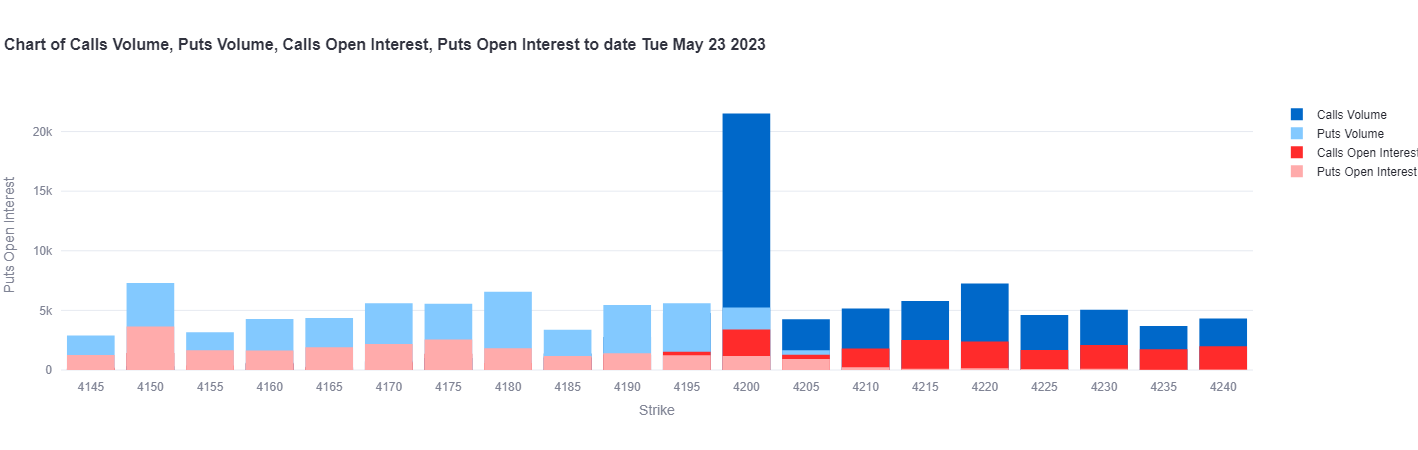 Chart of Calls Volume, Puts Volume, Calls Open Interest, Puts Open Interest to date Tue May 23 2023
Calls Volume
Puts Volume
Calls Open Interest
Puts Open Interest
Puts Open Interest
20k
15k
10k
5k
0
4145 4150 4155 4160 4165 4170 4175 4180 4185 4190 4195 4200 4205 4210 4215 4220 4225 4230 4235 4240
Strike